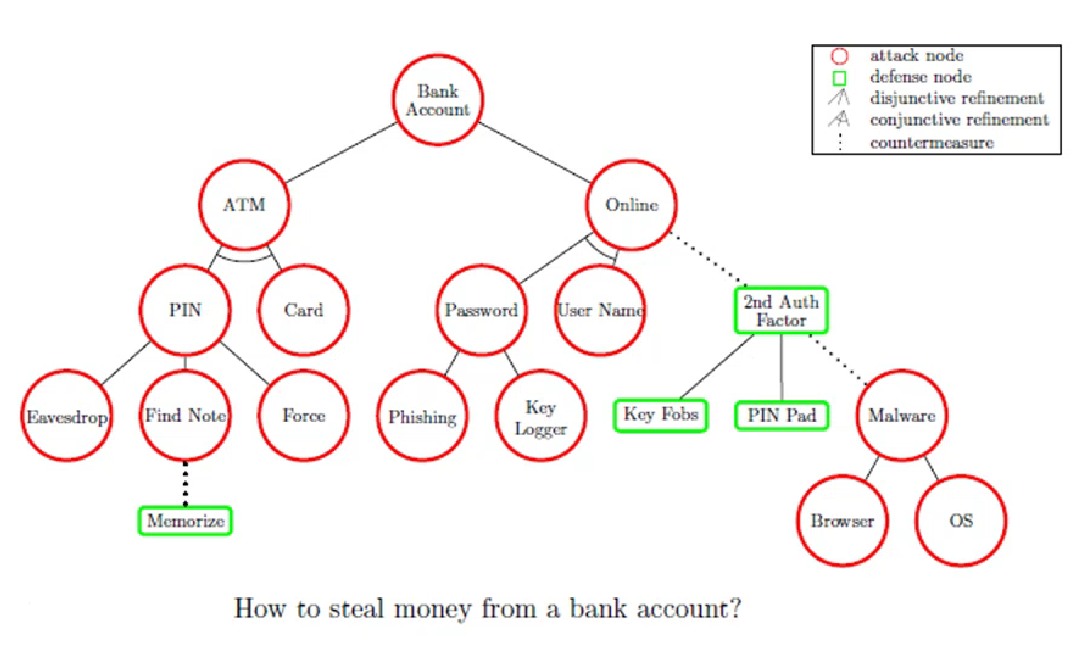 attack node
defense node
disjunctive refinement
conjunctive refinement
countermeasure
Bank
Account
ATM
Online
PIN
Card
Password
User Name
2nd Auth
Factor
Eavesdrop
Find Note
Force
Phishing
Key
Logger
Key Fobs
PIN Pad
Malware
Memorize
Browser
OS
How to steal money from a bank account?